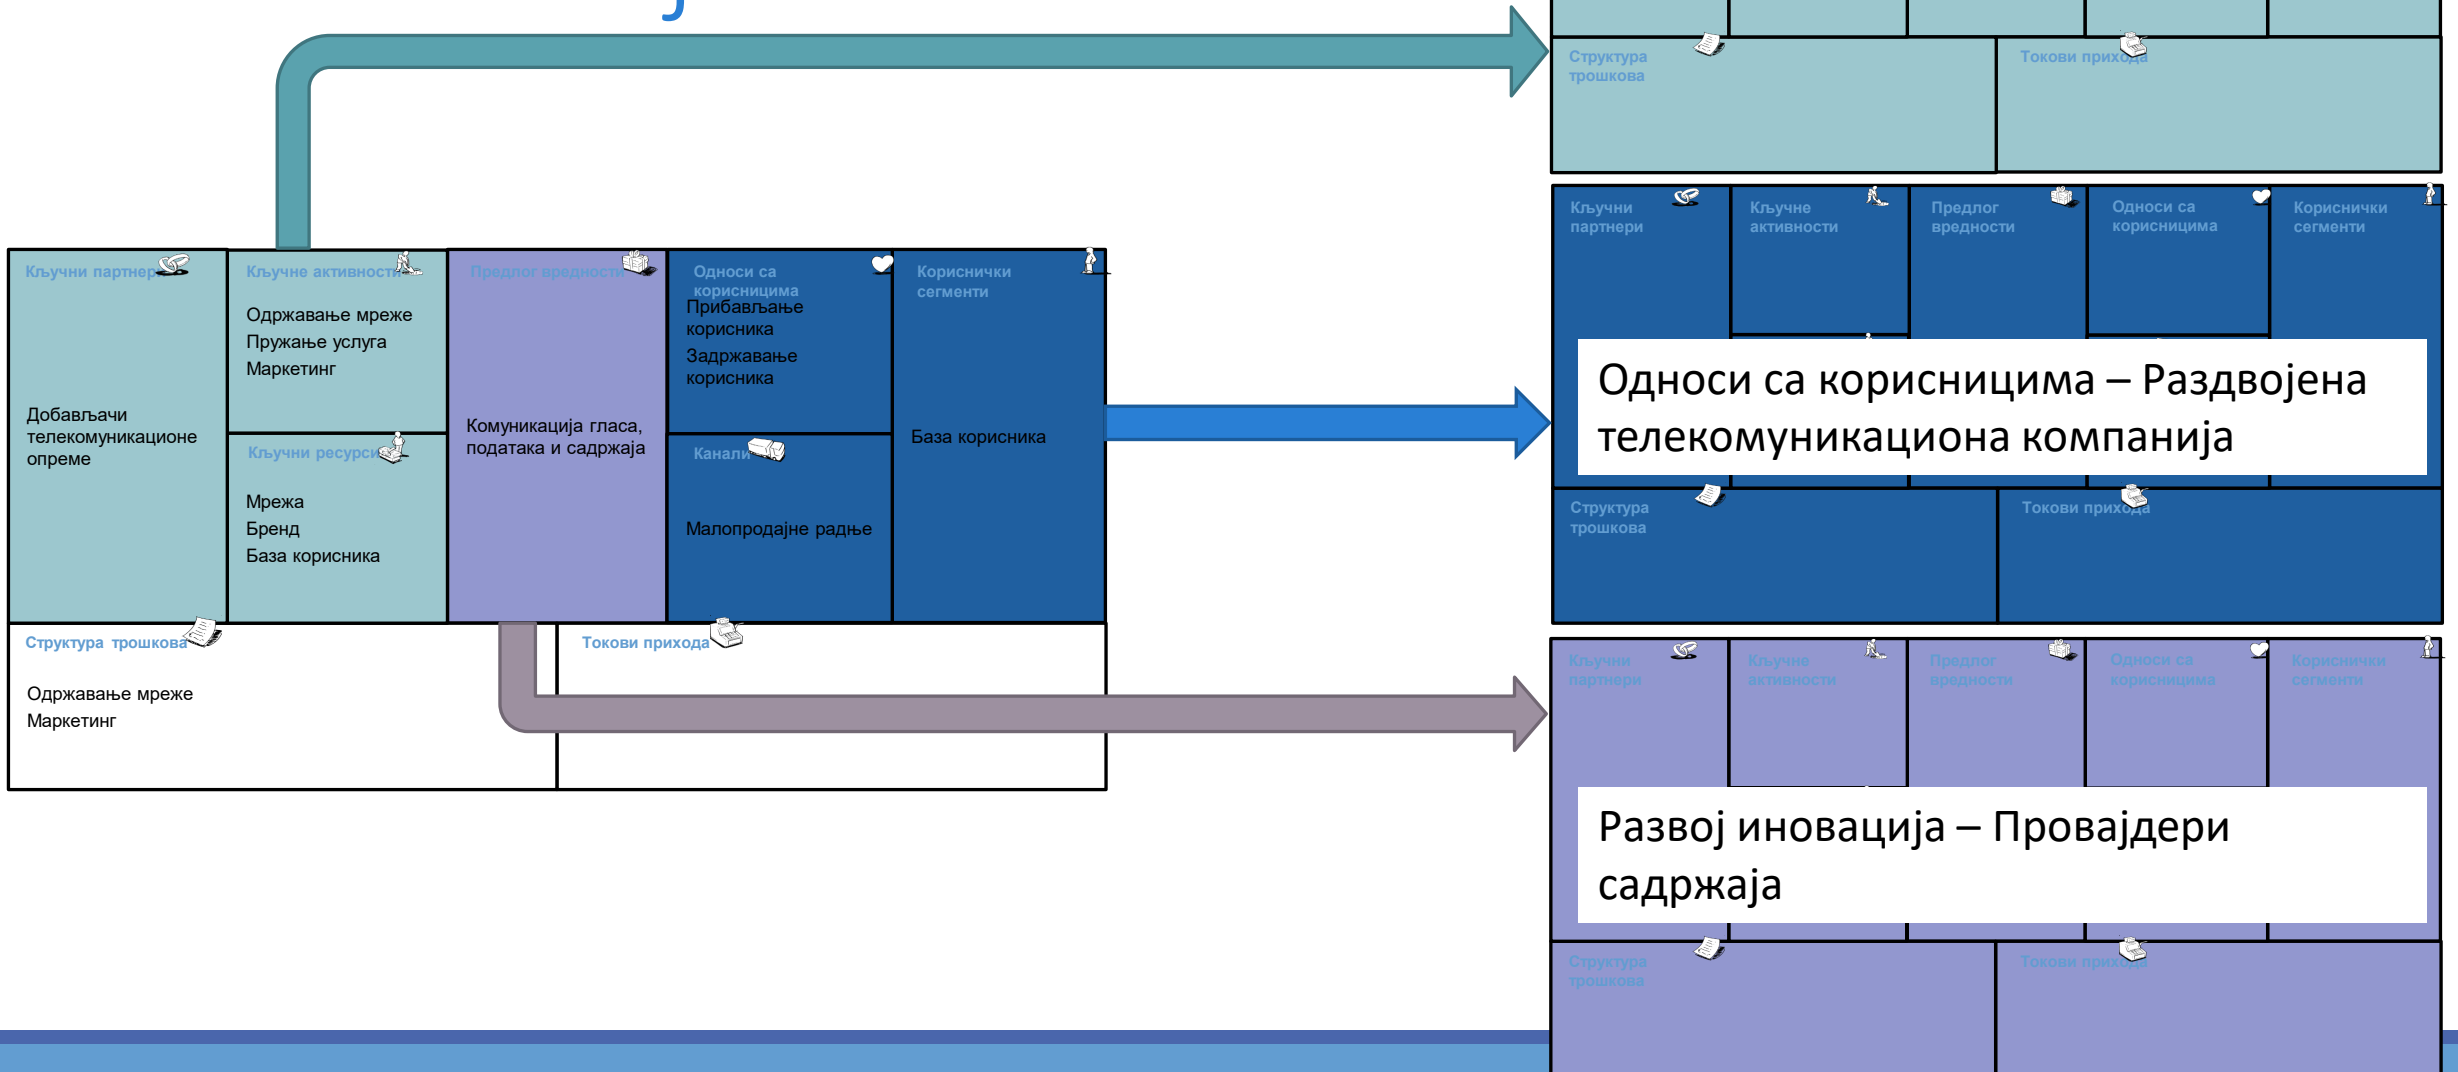 ј
Структура
трошкова
Токови прихода
Кључни партнери
Добављачи
телекомуникационе
опреме
Кључне активности
Одржавање мреже
Пружање услуга
Маркетинг
Кључни ресурси
Мрежа
Бренд
База корисника
Предлог вредности
Комуникација гласа,
података и садржаја
Односи са
корисницима
Прибављање
корисника
Задржавање
корисника
Канали
Малопродајне радње
Кориснички
сегменти
База корисника
Структура трошкова
Одржавање мреже
Маркетинг
Токови прихода
Кључни
партнери
Кључне
активности
Предлог
вредности
Односи са
корисницима
Кориснички
сегменти
Односи са корисницима – Раздвојена
телекомуникациона компанија
Структура
трошкова
Токови прихода
Кључни
партнери
Кључне
активности
Предлог
вредности
Односи са
корисницима
Кориснички
сегменти
Развој иновација – Провајдери
садржаја
Структура
трошкова
Токови прихода